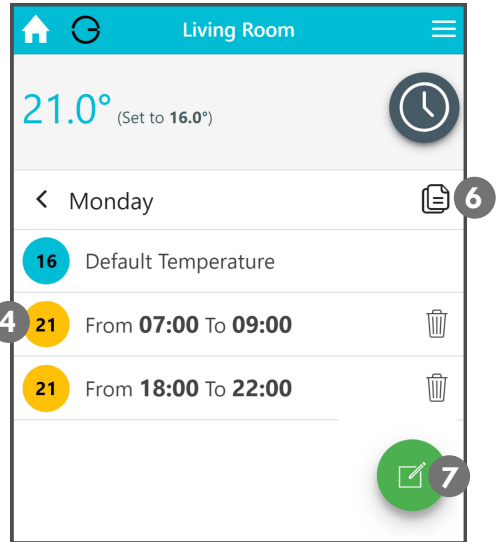 Living Room
21.0° (Set to 16.0°)
Monday 6
16 Default Temperature
4 21 From 07:00 To 09:00
21 From 18:00 To 22:00
7